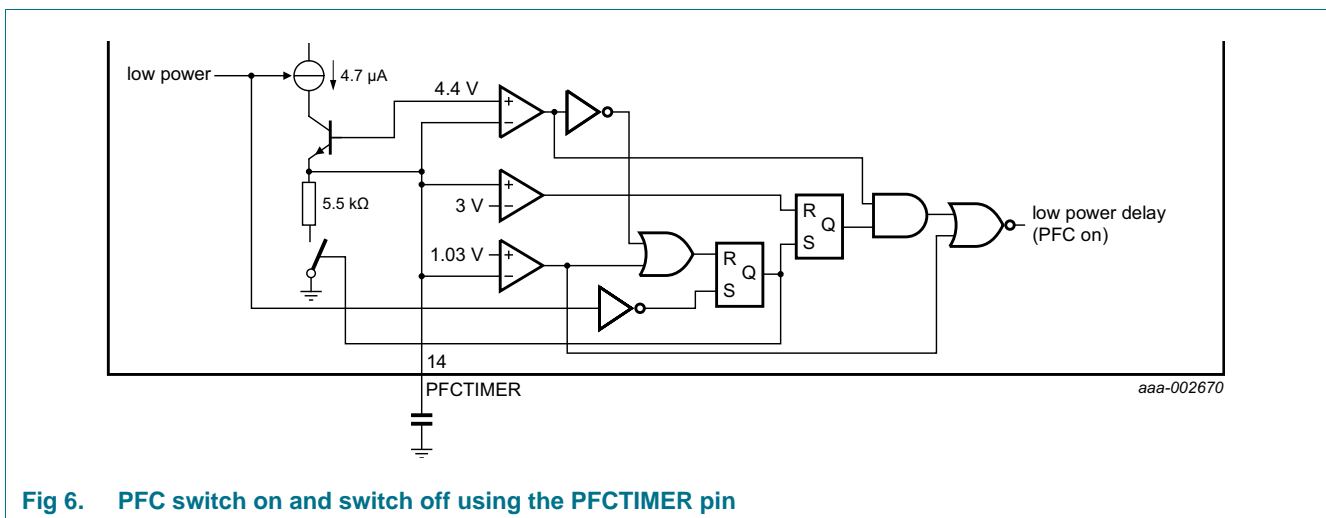 low power
4.7 µA
4.4 V
5.5 kΩ
3 V
R
Q
S
low power delay
(PFC on)
1.03 V
R
Q
S
14
PFCTIMER
aaa-002670
Fig 6. PFC switch on and switch off using the PFCTIMER pin